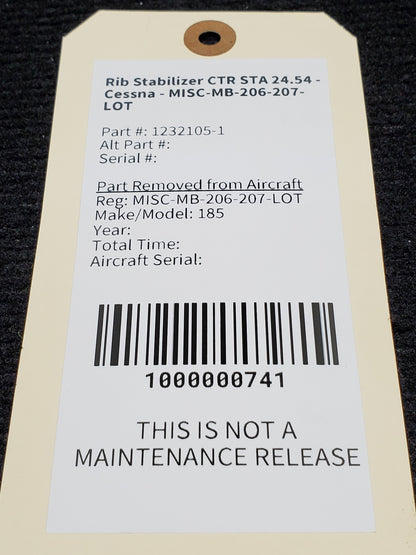 Rib Stabilizer CTR STA 24.54 -
Cessna - MISC-MB-206-207-
LOT
Part #: 1232105-1
Alt Part #:
Serial #:
Part Removed from Aircraft
Reg: MISC-MB-206-207-LOT
Make/Model: 185
Year:
Total Time:
Aircraft Serial:
1000000741
THIS IS NOT A
MAINTENANCE RELEASE